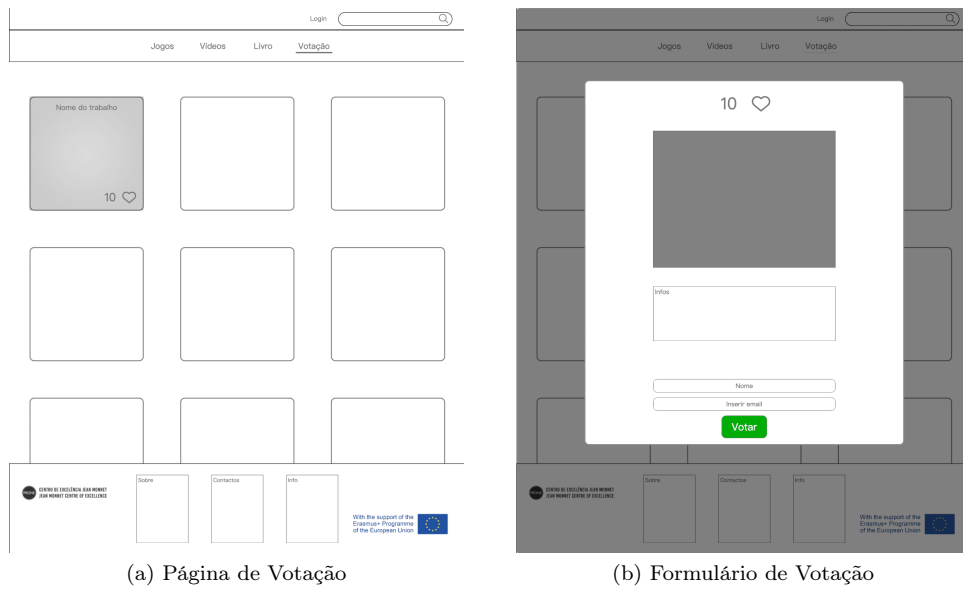 Login
Jogos Vídeos Livro Votação
Nome do trabalho
10
Sobre
Contactos
Info
CENTRO DE EXCELÊNCIA JEAN MONNET
JEAN MONNET CENTRE OF EXCELLENCE
With the support of the
Erasmus+ Programme
of the European Union
(a) Página de Votação
Login
Jogos Vídeos Livro Votação
10
Infos
Nome
Inserir email
Votar
Sobre
Contactos
Info
CENTRO DE EXCELÊNCIA JEAN MONNET
JEAN MONNET CENTRE OF EXCELLENCE
With the support of the
Erasmus+ Programme
of the European Union
(b) Formulário de Votação